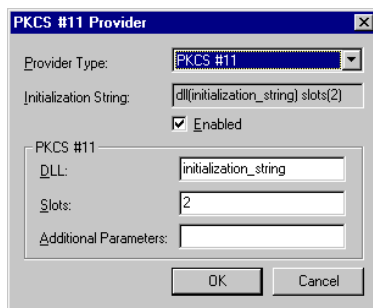 PKCS #11 Provider
Provider Type: PKCS #11
Initialization String: dll(initialization_string) slots(2)
Enabled
PKCS #11
DLL: initialization_string
Slots: 2
Additional Parameters:
OK Cancel